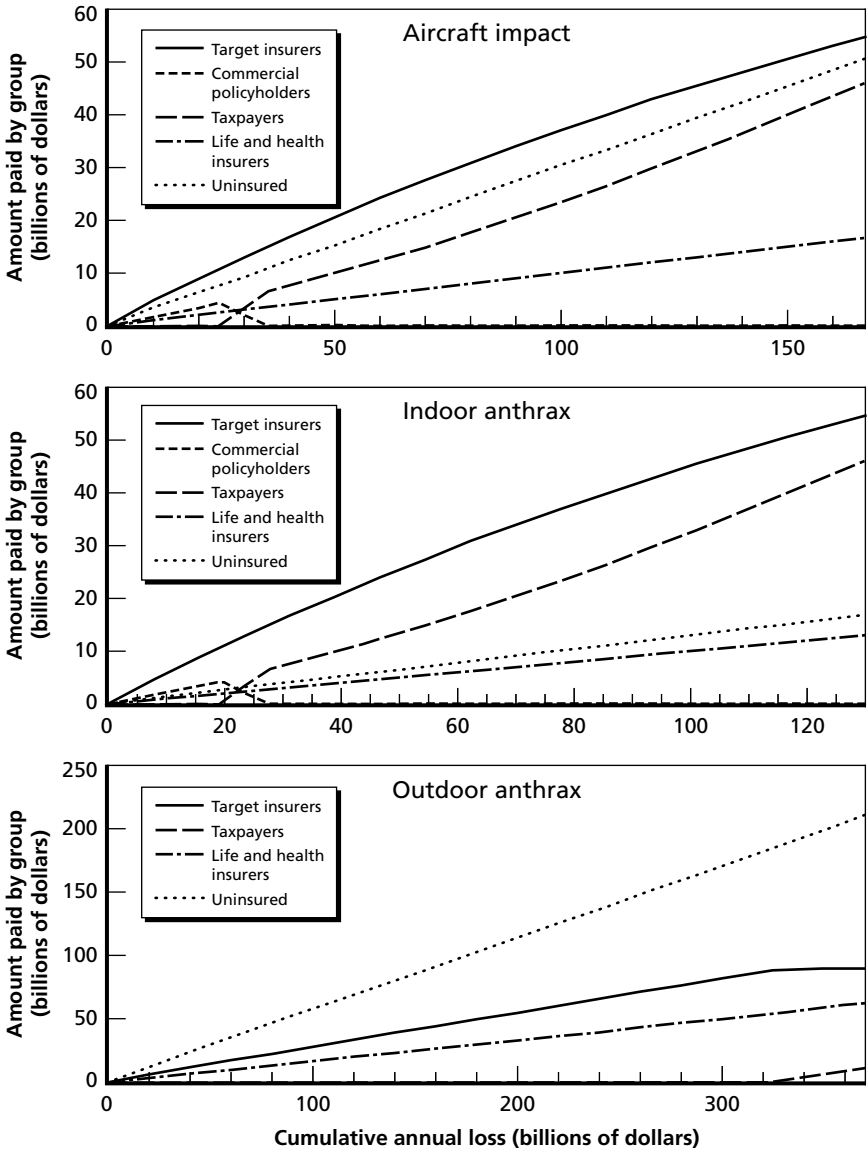 Aircraft impact
Amount paid by group
(billions of dollars)
60
50
40
30
20
10
0
Target insurers
Commercial
policyholders
Taxpayers
Life and health
insurers
Uninsured
0 50 100 150
Indoor anthrax
Amount paid by group
(billions of dollars)
60
50
40
30
20
10
0
Target insurers
Commercial
policyholders
Taxpayers
Life and health
insurers
Uninsured
0 20 40 60 80 100 120
Outdoor anthrax
Amount paid by group
(billions of dollars)
250
200
150
100
50
0
Target insurers
Taxpayers
Life and health
insurers
Uninsured
0 100 200 300
Cumulative annual loss (billions of dollars)